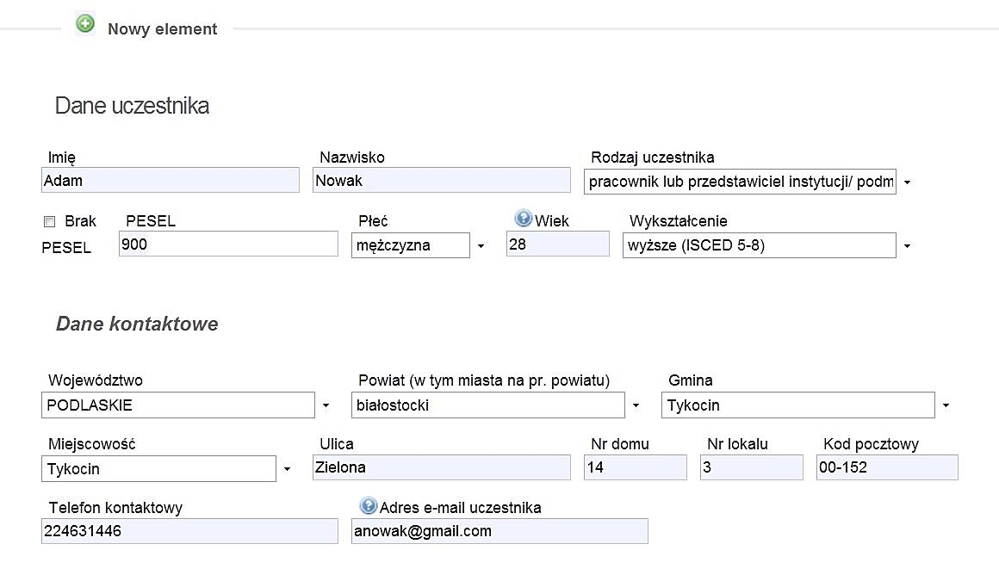 Nowy element
Dane uczestnika
Imię Nazwisko Rodzaj uczestnika
Adam Nowak pracownik lub przedstawiciel instytucji/ podm
Brak PESEL PESEL Płeć Wiek Wykształcenie
900 mężczyzna 28 wyższe (ISCED 5-8)
Dane kontaktowe
Województwo Powiat (w tym miasta na pr. powiatu) Gmina
PODLASKIE białostocki Tykocin
Miejscowość Ulica Nr domu Nr lokalu Kod pocztowy
Tykocin Zielona 14 3 00-152
Telefon kontaktowy Adres e-mail uczestnika
224631446 anowak@gmail.com